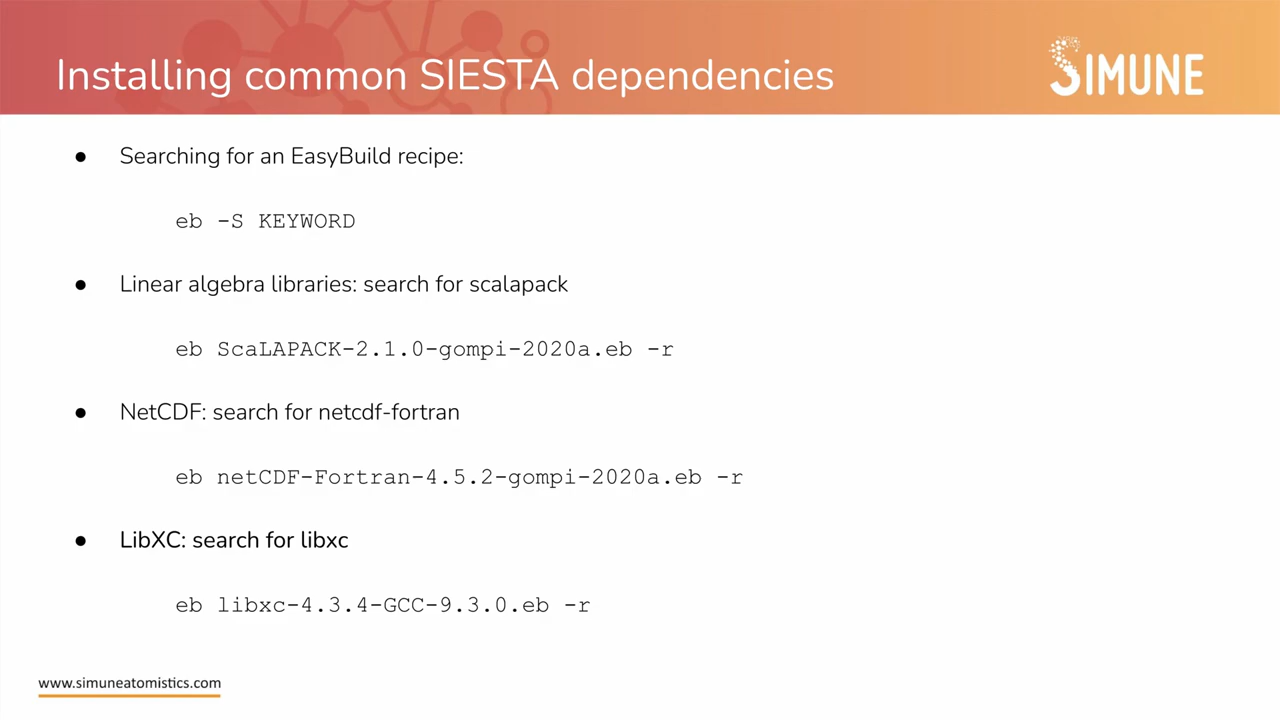 Installing common SIESTA dependencies
SIMUNE
● Searching for an EasyBuild recipe:
eb -S KEYWORD
● Linear algebra libraries: search for scalapack
eb ScaLAPACK-2.1.0-gompi-2020a.eb -r
● NetCDF: search for netcdf-fortran
eb netCDF-Fortran-4.5.2-gompi-2020a.eb -r
● LibXC: search for libxc
eb libxc-4.3.4-GCC-9.3.0.eb -r
www.simuneatomistics.com